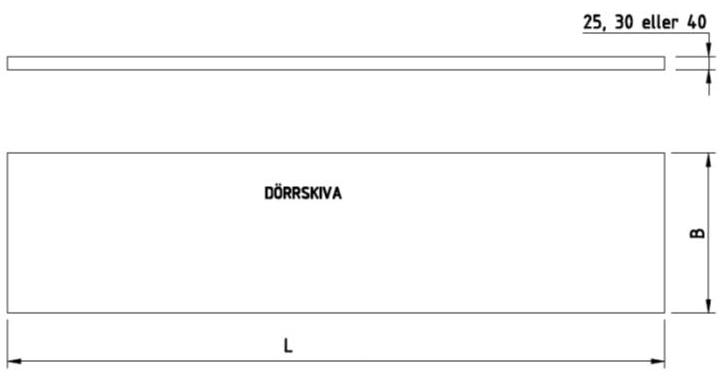 25, 30 eller 40
DÖRRSKIVA
B
L